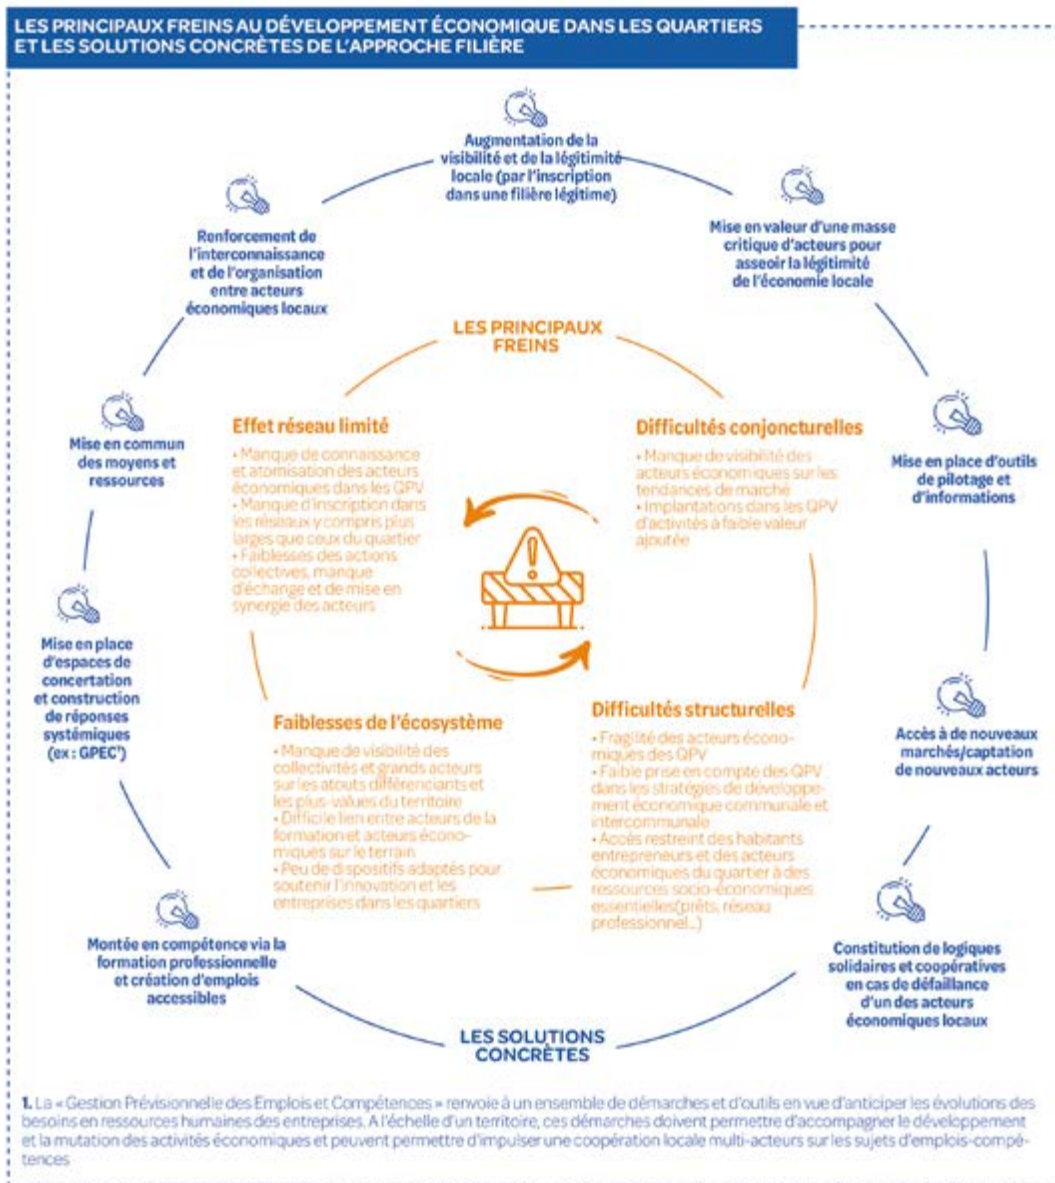 LES PRINCIPAUX FREINS AU DÉVELOPPEMENT ÉCONOMIQUE DANS LES QUARTIERS
ET LES SOLUTIONS CONCRÈTES DE L'APPROCHE FILIÈRE
Augmentation de la
visibilité et de la légitimité
locale (par l'inscription
dans une filière légitime)
Mise en valeur d'une masse
critique d'acteurs pour
asseoir la légitimité
de l'économie locale
Renforcement de
l'interconnaissance
et de l'organisation
entre acteurs
économiques locaux
LES PRINCIPAUX
FREINS
Mise en commun
des moyens et
ressources
Effet réseau limité
• Manque de connaissance
et atomisation des acteurs
économiques dans les QPV
• Manque d'inscription dans
les réseaux y compris plus
larges que ceux du quartier
• Faiblesses des actions
collectives, manque
d'échange et de mise en
synergie des acteurs
Difficultés conjoncturelles
• Manque de visibilité des
acteurs économiques sur les
tendances de marché
• Implantations dans les QPV
d'activités à faible valeur
ajoutée
Mise en place d'outils
de pilotage et
d'informations
Mise en place
d'espaces de
concertation
et construction
de réponses
systémiques
(ex : GPEC¹)
Faiblesses de l'écosystème
• Manque de visibilité des
collectivités et grands acteurs
sur les atouts différenciants et
les plus-values du territoire
• Difficile lien entre acteurs de la
formation et acteurs écono-
miques sur le terrain
• Peu de dispositifs adaptés pour
soutenir l'innovation et les
entreprises dans les quartiers
Difficultés structurelles
• Fragilité des acteurs écono-
miques des QPV
• Faible prise en compte des QPV
dans les stratégies de développe-
ment économique communale et
intercommunale
• Accès restreint des habitants
entrepreneurs et des acteurs
économiques du quartier à des
ressources socio-économiques
essentielles(prêts, réseau
professionnel...)
Accès à de nouveaux
marchés/captation
de nouveaux acteurs
Montée en compétence via la
formation professionnelle
et création d'emplois
accessibles
Constitution de logiques
solidaires et coopératives
en cas de défaillance
d'un des acteurs
économiques locaux
LES SOLUTIONS
CONCRÈTES
1. La « Gestion Prévisionnelle des Emplois et Compétences » renvoie à un ensemble de démarches et d'outils en vue d'anticiper les évolutions des
besoins en ressources humaines des entreprises. A l'échelle d'un territoire, ces démarches doivent permettre d'accompagner le développement
et la mutation des activités économiques et peuvent permettre d'impulser une coopération locale multi-acteurs sur les sujets d'emplois-compé-
tences